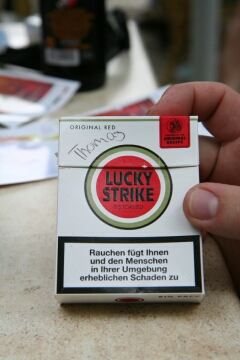 ORIGINAL RED
Thomas
LUCKY
STRIKE
Rauchen fügt Ihnen
und den Menschen
in Ihrer Umgebung
erheblichen Schaden zu